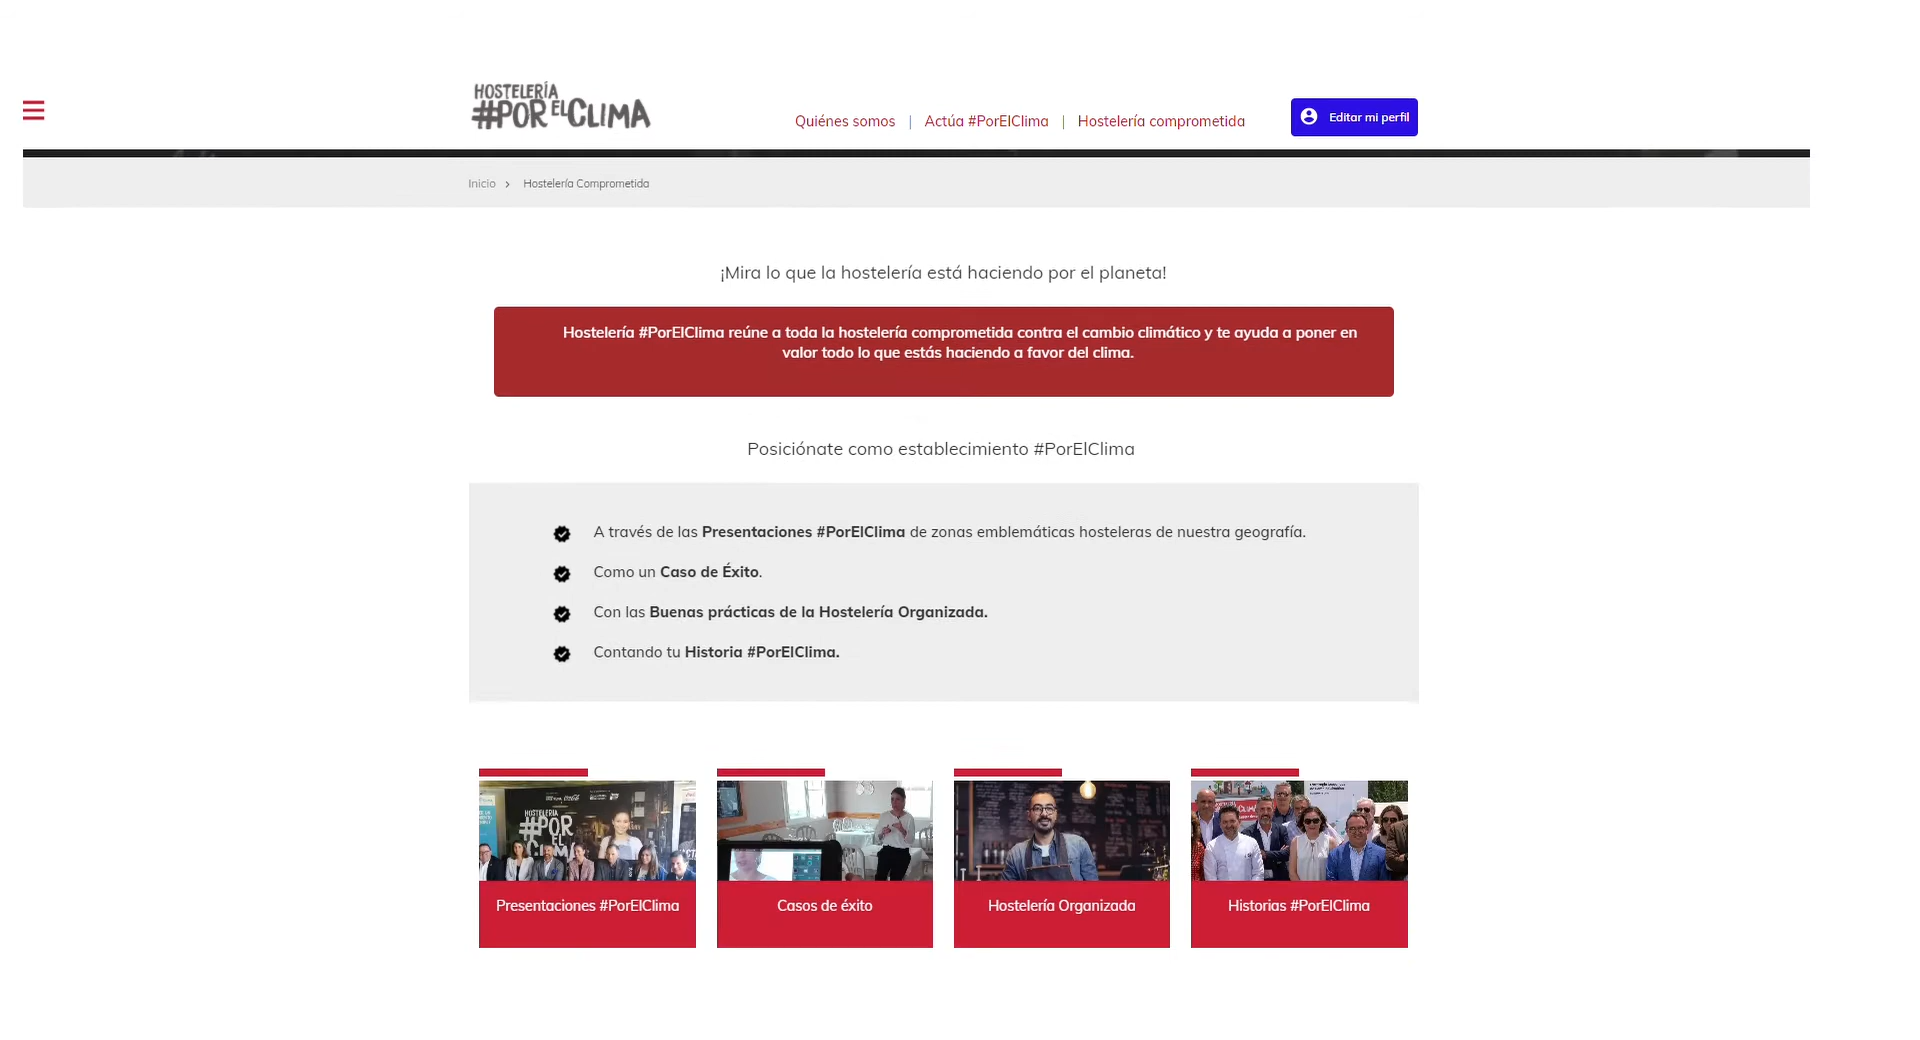 HOSTELERÍA
#POR EL CLIMA
Quiénes somos | Actúa #PorElClima | Hostelería comprometida
Editar mi perfil
Inicio › Hostelería Comprometida
¡Mira lo que la hostelería está haciendo por el planeta!
Hostelería #PorElClima reúne a toda la hostelería comprometida contra el cambio climático y te ayuda a poner en
valor todo lo que estás haciendo a favor del clima.
Posiciónate como establecimiento #PorElClima
A través de las Presentaciones #PorElClima de zonas emblemáticas hosteleras de nuestra geografía.
Como un Caso de Éxito.
Con las Buenas prácticas de la Hostelería Organizada.
Contando tu Historia #PorElClima.
HOSTELERÍA
#POR
EL
CLIMA
Presentaciones #PorElClima
Casos de éxito
Hostelería Organizada
Historias #PorElClima